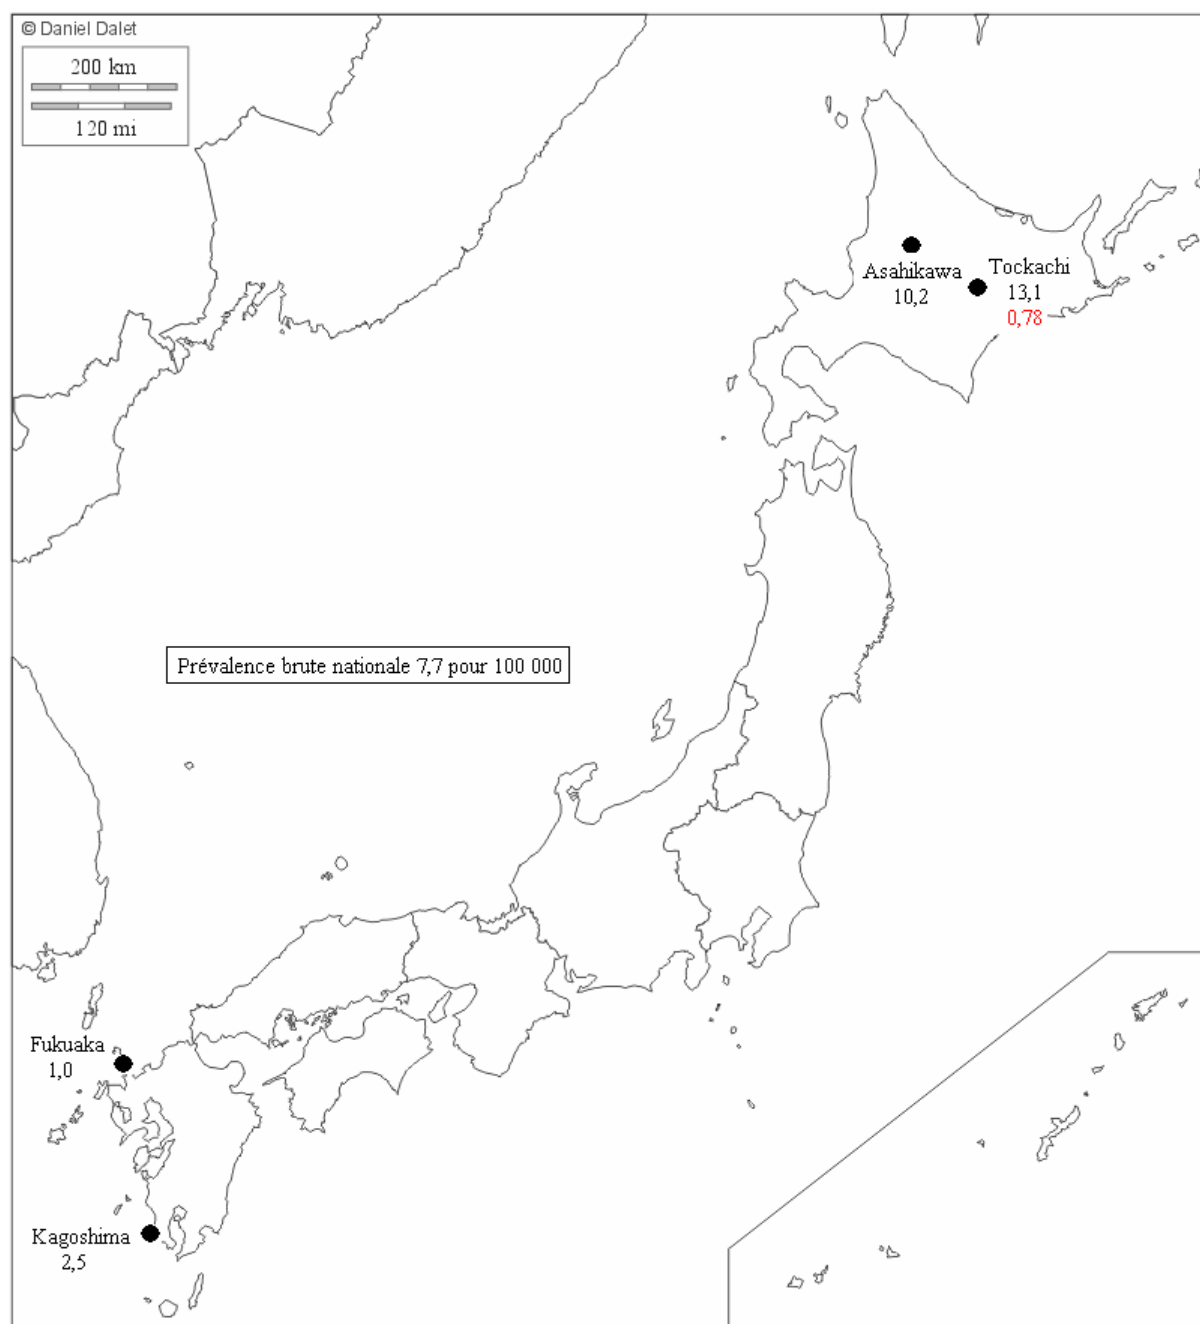 © Daniel Dalet
200 km
120 mi
Asahikawa
10,2
Tockachi
13,1
0,78
Prévalence brute nationale 7,7 pour 100 000
Fukuaka
1,0
Kagoshima
2,5